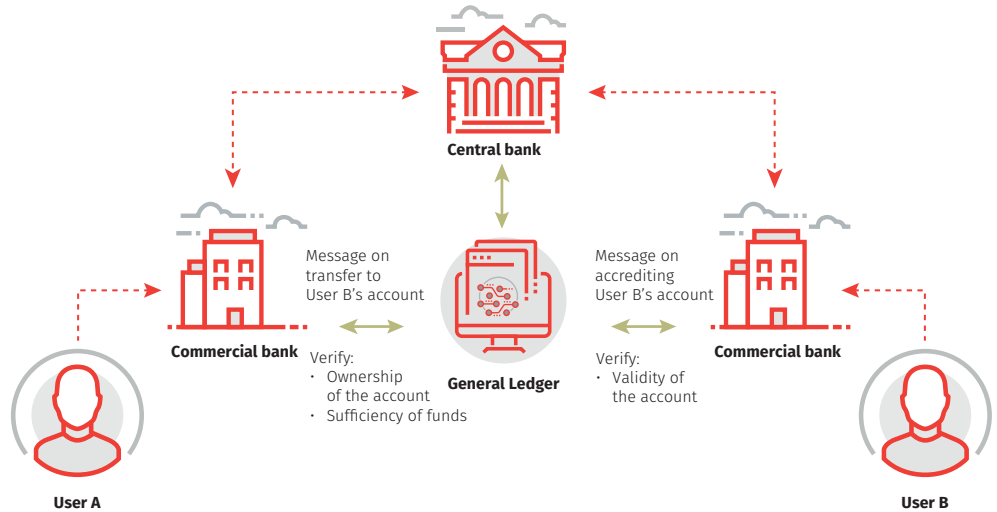 Central bank
Message on
transfer to
User B’s account
Message on
accrediting
User B’s account
Commercial bank
Verify:
• Ownership
of the account
• Sufficiency of funds
General Ledger
Verify:
• Validity of
the account
Commercial bank
User A
User B